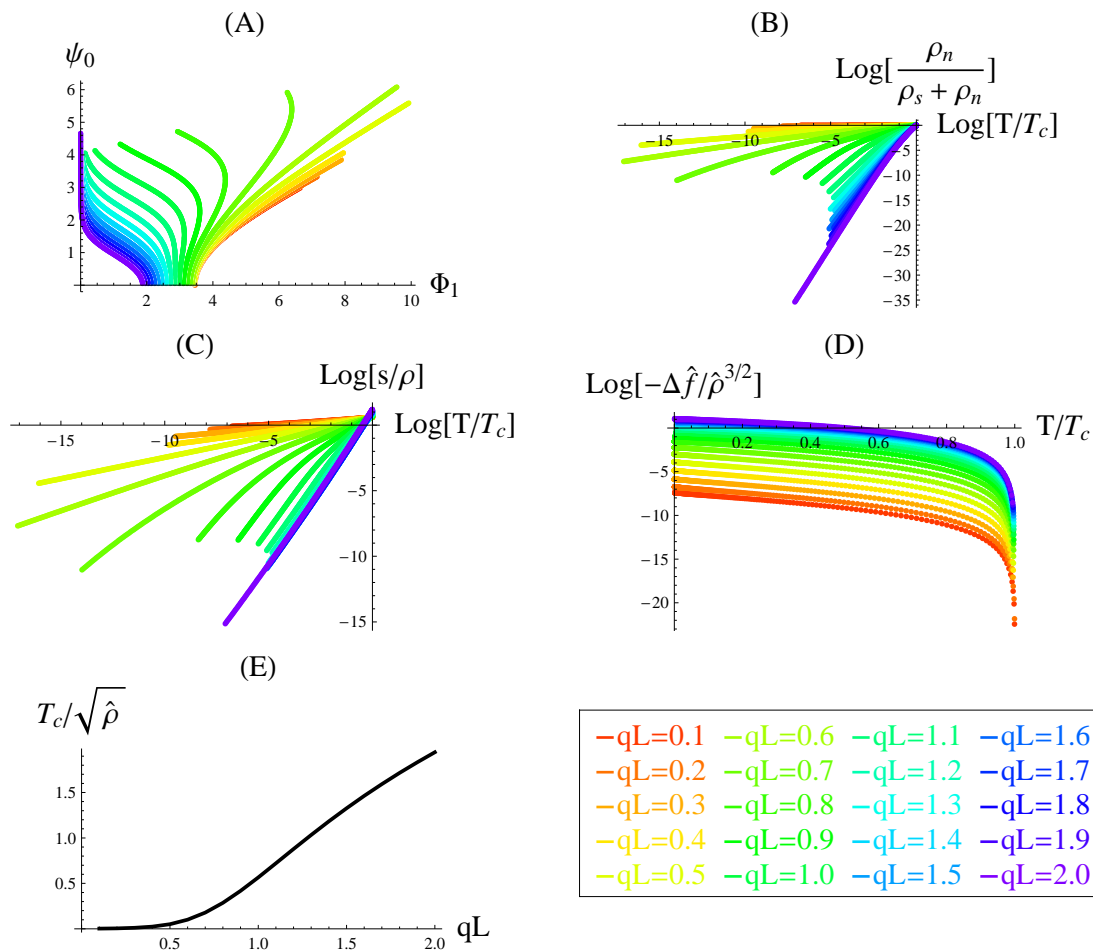 (A)
ψ0
6
5
4
3
2
1
2 4 6 8 10
Φ1
(B)
Log[ρn/(ρs + ρn)]
Log[T/Tc]
−15 −10 −5
−5
−10
−15
−20
−25
−30
−35
(C)
Log[s/ρ]
Log[T/Tc]
−15 −10 −5
−5
−10
−15
(D)
Log[−Δf̂/ρ̂^3/2]
T/Tc
0.2 0.4 0.6 0.8 1.0
−5
−10
−15
−20
(E)
Tc/√ρ̂
1.5
1.0
0.5
0.5 1.0 1.5 2.0
qL
qL=0.1 qL=0.6 qL=1.1 qL=1.6
qL=0.2 qL=0.7 qL=1.2 qL=1.7
qL=0.3 qL=0.8 qL=1.3 qL=1.8
qL=0.4 qL=0.9 qL=1.4 qL=1.9
qL=0.5 qL=1.0 qL=1.5 qL=2.0